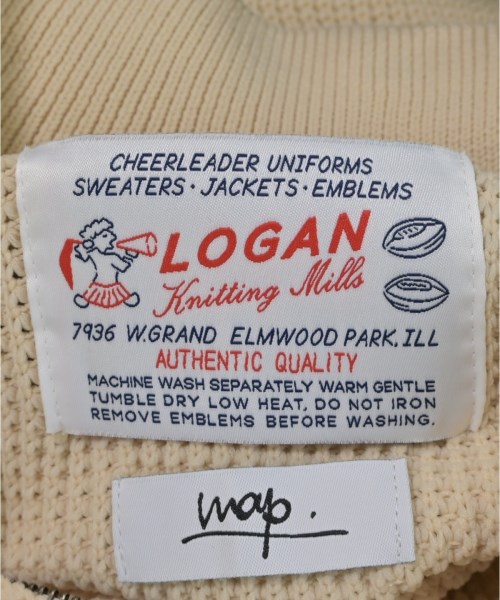 CHEERLEADER UNIFORMS
SWEATERS · JACKETS · EMBLEMS
LOGAN
Knitting Mills
7936 W.GRAND ELMWOOD PARK.ILL
AUTHENTIC QUALITY
MACHINE WASH SEPARATELY WARM GENTLE
TUMBLE DRY LOW HEAT, DO NOT IRON
REMOVE EMBLEMS BEFORE WASHING.
map.